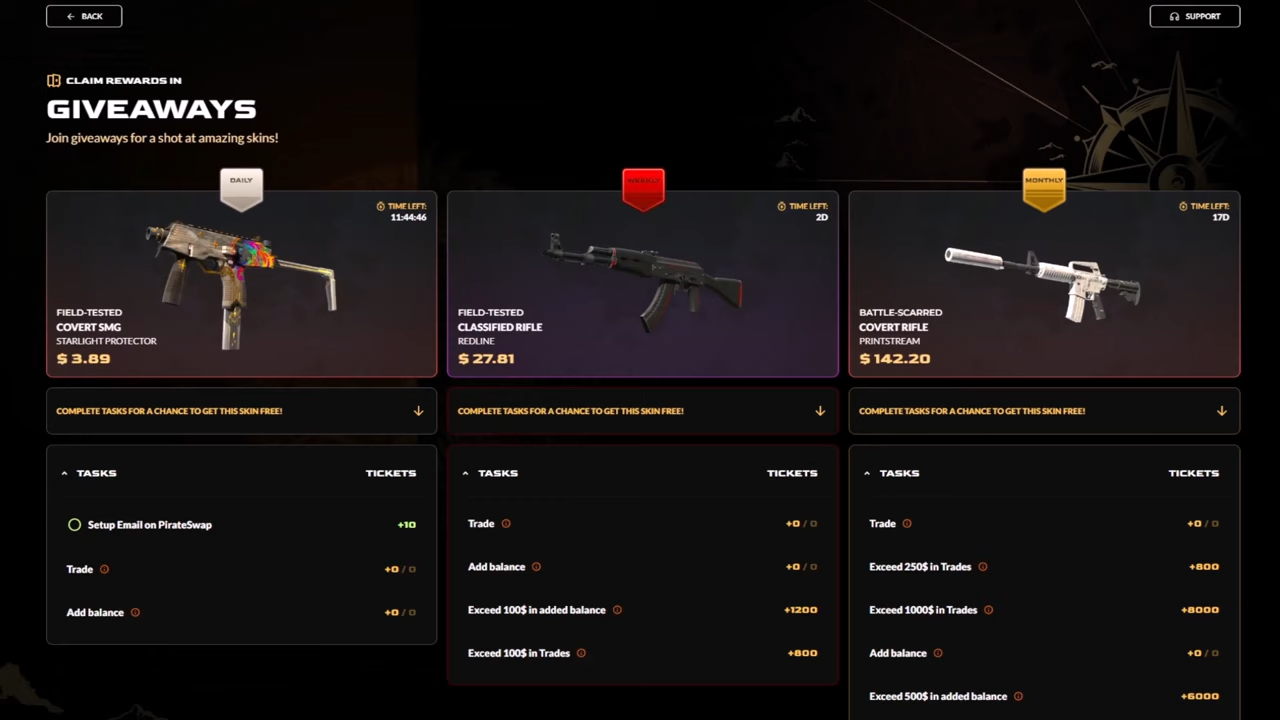 BACK
SUPPORT
CLAIM REWARDS IN
GIVEAWAYS
Join giveaways for a shot at amazing skins!
DAILY
TIME LEFT:
11:44:46
FIELD-TESTED
COVERT SMG
STARLIGHT PROTECTOR
$ 3.89
WEEKLY
TIME LEFT:
2D
FIELD-TESTED
CLASSIFIED RIFLE
REDLINE
$ 27.81
MONTHLY
TIME LEFT:
17D
BATTLE-SCARRED
COVERT RIFLE
PRINTSTREAM
$ 142.20
COMPLETE TASKS FOR A CHANCE TO GET THIS SKIN FREE!
COMPLETE TASKS FOR A CHANCE TO GET THIS SKIN FREE!
COMPLETE TASKS FOR A CHANCE TO GET THIS SKIN FREE!
TASKS TICKETS
Setup Email on PirateSwap +10
Trade +0 / 0
Add balance +0 / 0
TASKS TICKETS
Trade +0 / 0
Add balance +0 / 0
Exceed 100$ in added balance +1200
Exceed 100$ in Trades +800
TASKS TICKETS
Trade +0 / 0
Exceed 250$ in Trades +800
Exceed 1000$ in Trades +8000
Add balance +0 / 0
Exceed 500$ in added balance +6000